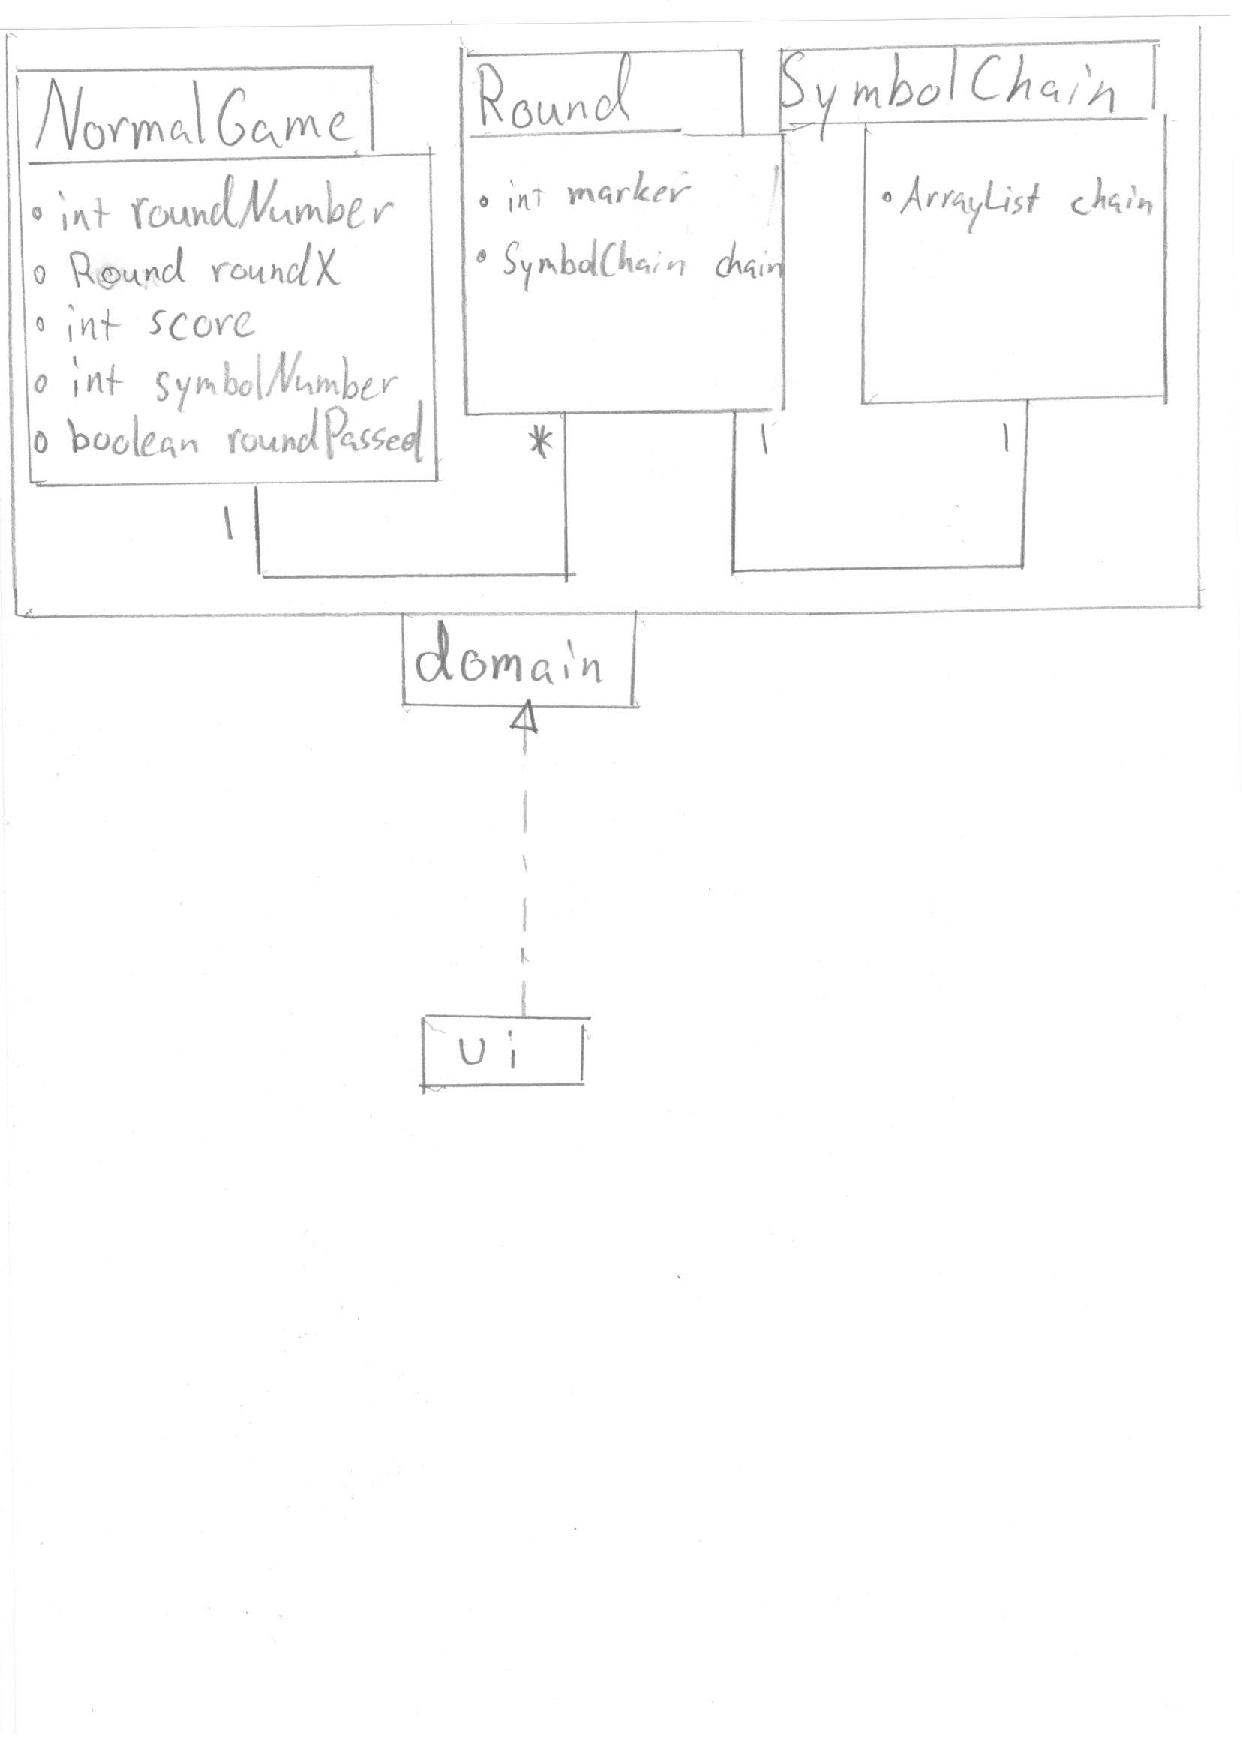 NormalGame
• int roundNumber
• Round roundX
• int score
• int symbolNumber
• boolean roundPassed
1
Round
• int marker
• SymbolChain chain
*
1
SymbolChain
• ArrayList chain
1
domain
ui